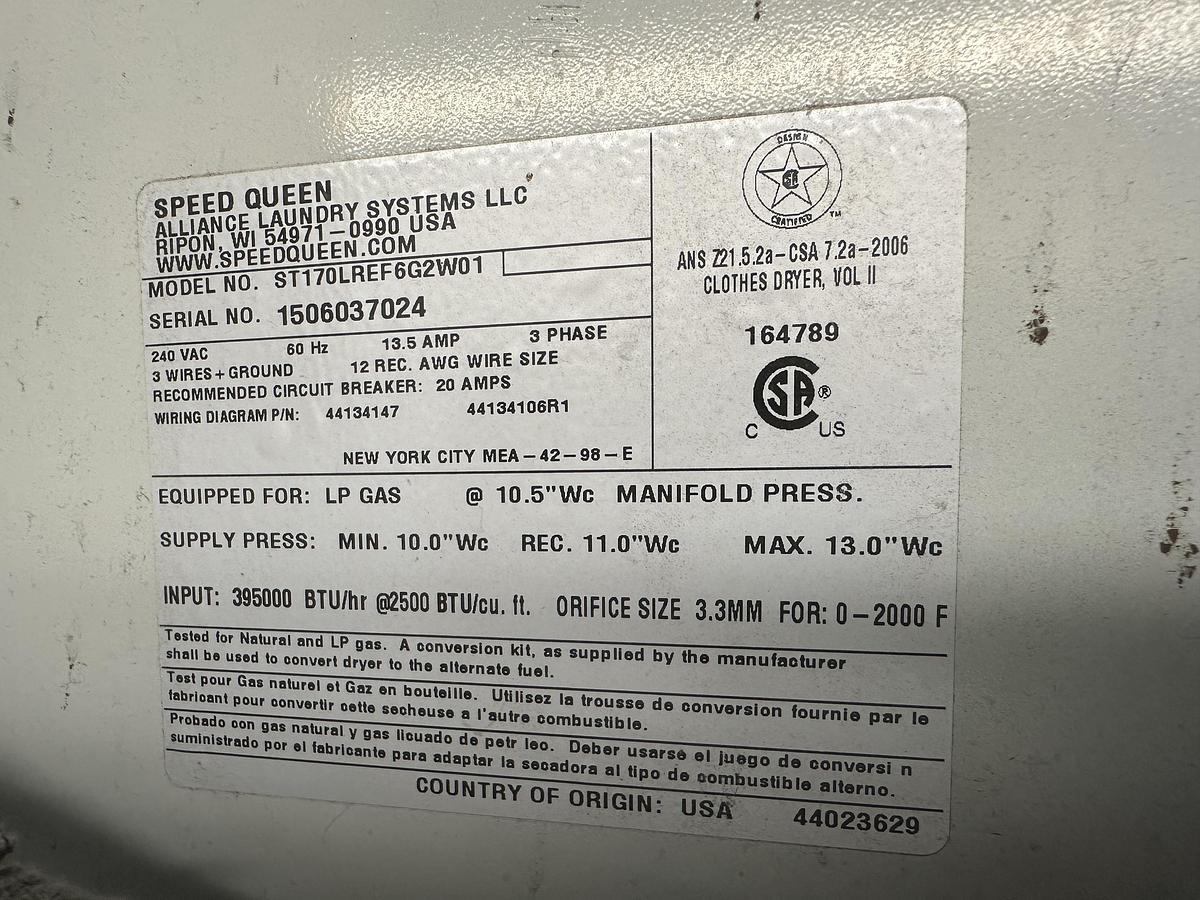 SPEED QUEEN
ALLIANCE LAUNDRY SYSTEMS LLC
RIPON, WI 54971-0990 USA
WWW.SPEEDQUEEN.COM
MODEL NO. ST170LREF6G2W01
SERIAL NO. 1506037024
240 VAC 60 Hz 13.5 AMP 3 PHASE
3 WIRES+GROUND 12 REC. AWG WIRE SIZE
RECOMMENDED CIRCUIT BREAKER: 20 AMPS
WIRING DIAGRAM P/N: 44134147 44134106R1
NEW YORK CITY MEA-42-98-E
DESIGN
SA
CERTIFIED
TM
ANS Z21.5.2a-CSA 7.2a-2006
CLOTHES DRYER, VOL II
164789
CSA ®
C US
EQUIPPED FOR: LP GAS @ 10.5"Wc MANIFOLD PRESS.
SUPPLY PRESS: MIN. 10.0"Wc REC. 11.0"Wc MAX. 13.0"Wc
INPUT: 395000 BTU/hr @2500 BTU/cu. ft. ORIFICE SIZE 3.3MM FOR: 0-2000 F
Tested for Natural and LP gas. A conversion kit, as supplied by the manufacturer
shall be used to convert dryer to the alternate fuel.
Test pour Gas naturel et Gaz en bouteille. Utilisez la trousse de conversion fournie par le
fabricant pour convertir cette secheuse a l'autre combustible.
Probado con gas natural y gas licuado de petr leo. Deber usarse el juego de conversi n
suministrado por el fabricante para adaptar la secadora al tipo de combustible alterno.
COUNTRY OF ORIGIN: USA 44023629